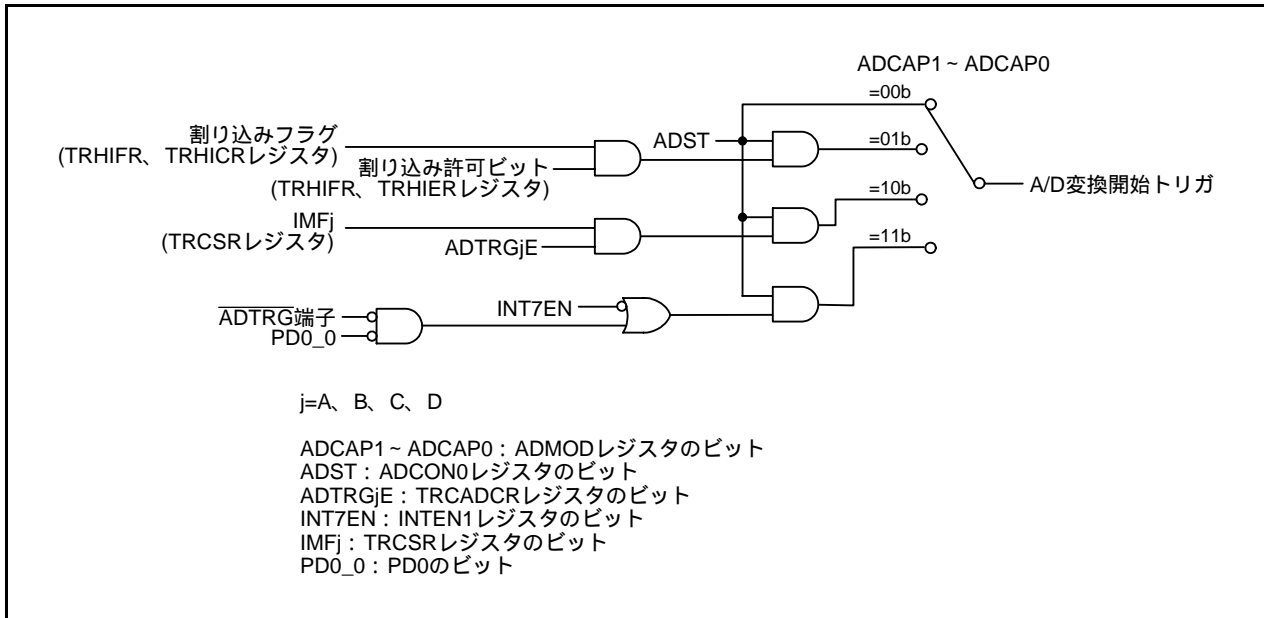 ADCAP1~ADCAP0
=00b
割り込みフラグ
(TRHIFR、TRHICRレジスタ)
ADST
=01b
割り込み許可ビット
(TRHIFR、TRHIERレジスタ)
A/D変換開始トリガ
=10b
IMFj
(TRCSRレジスタ)
=11b
ADTRGjE
INT7EN
ADTRG端子
PD0_0
j=A、B、C、D
ADCAP1~ADCAP0：ADMODレジスタのビット
ADST：ADCON0レジスタのビット
ADTRGjE：TRCADCRレジスタのビット
INT7EN：INTEN1レジスタのビット
IMFj：TRCSRレジスタのビット
PD0_0：PD0のビット